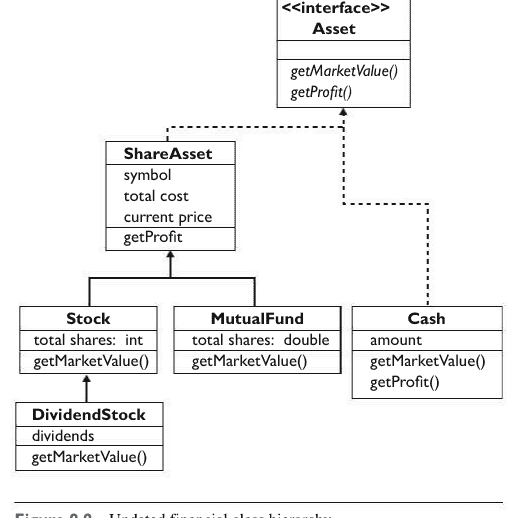 <<interface>>
Asset
getMarketValue()
getProfit()
ShareAsset
symbol
total cost
current price
getProfit
Stock
total shares: int
getMarketValue()
MutualFund
total shares: double
getMarketValue()
Cash
amount
getMarketValue()
getProfit()
DividendStock
dividends
getMarketValue()
Updated financial class hierarchy